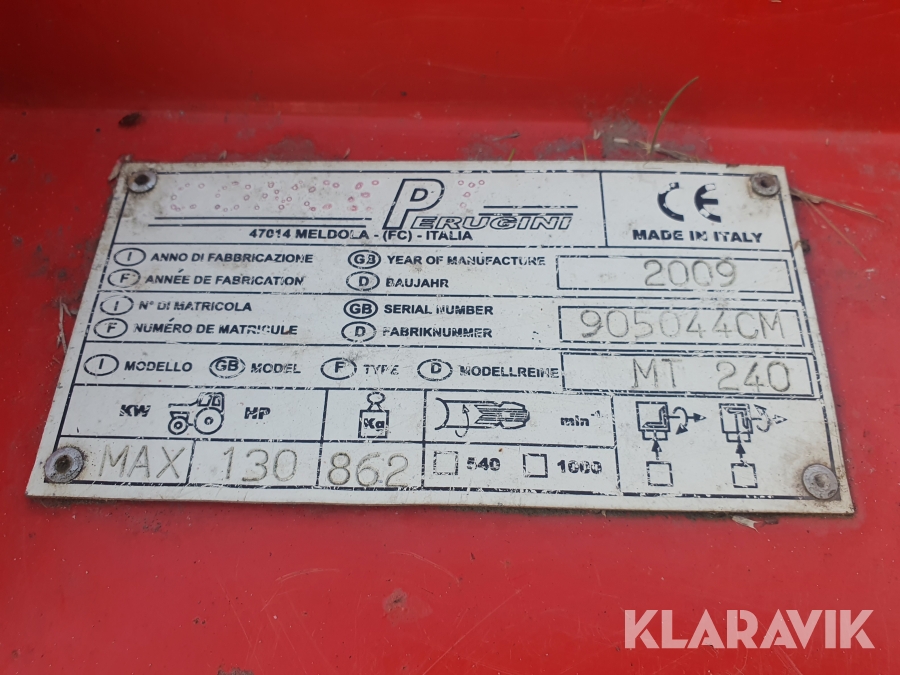 PERUGINI
47014 MELDOLA - (FC) - ITALIA
CE
MADE IN ITALY
I ANNO DI FABBRICAZIONE GB YEAR OF MANUFACTURE
F ANNÉE DE FABRICATION D BAUJAHR
2009
I N° DI MATRICOLA GB SERIAL NUMBER
F NUMÉRO DE MATRICULE D FABRIKNUMMER
905044CM
I MODELLO GB MODEL F TYPE D MODELLREINE MT 240
KW HP Kg min-1
MAX 130 862 540 1000
KLARAVIK